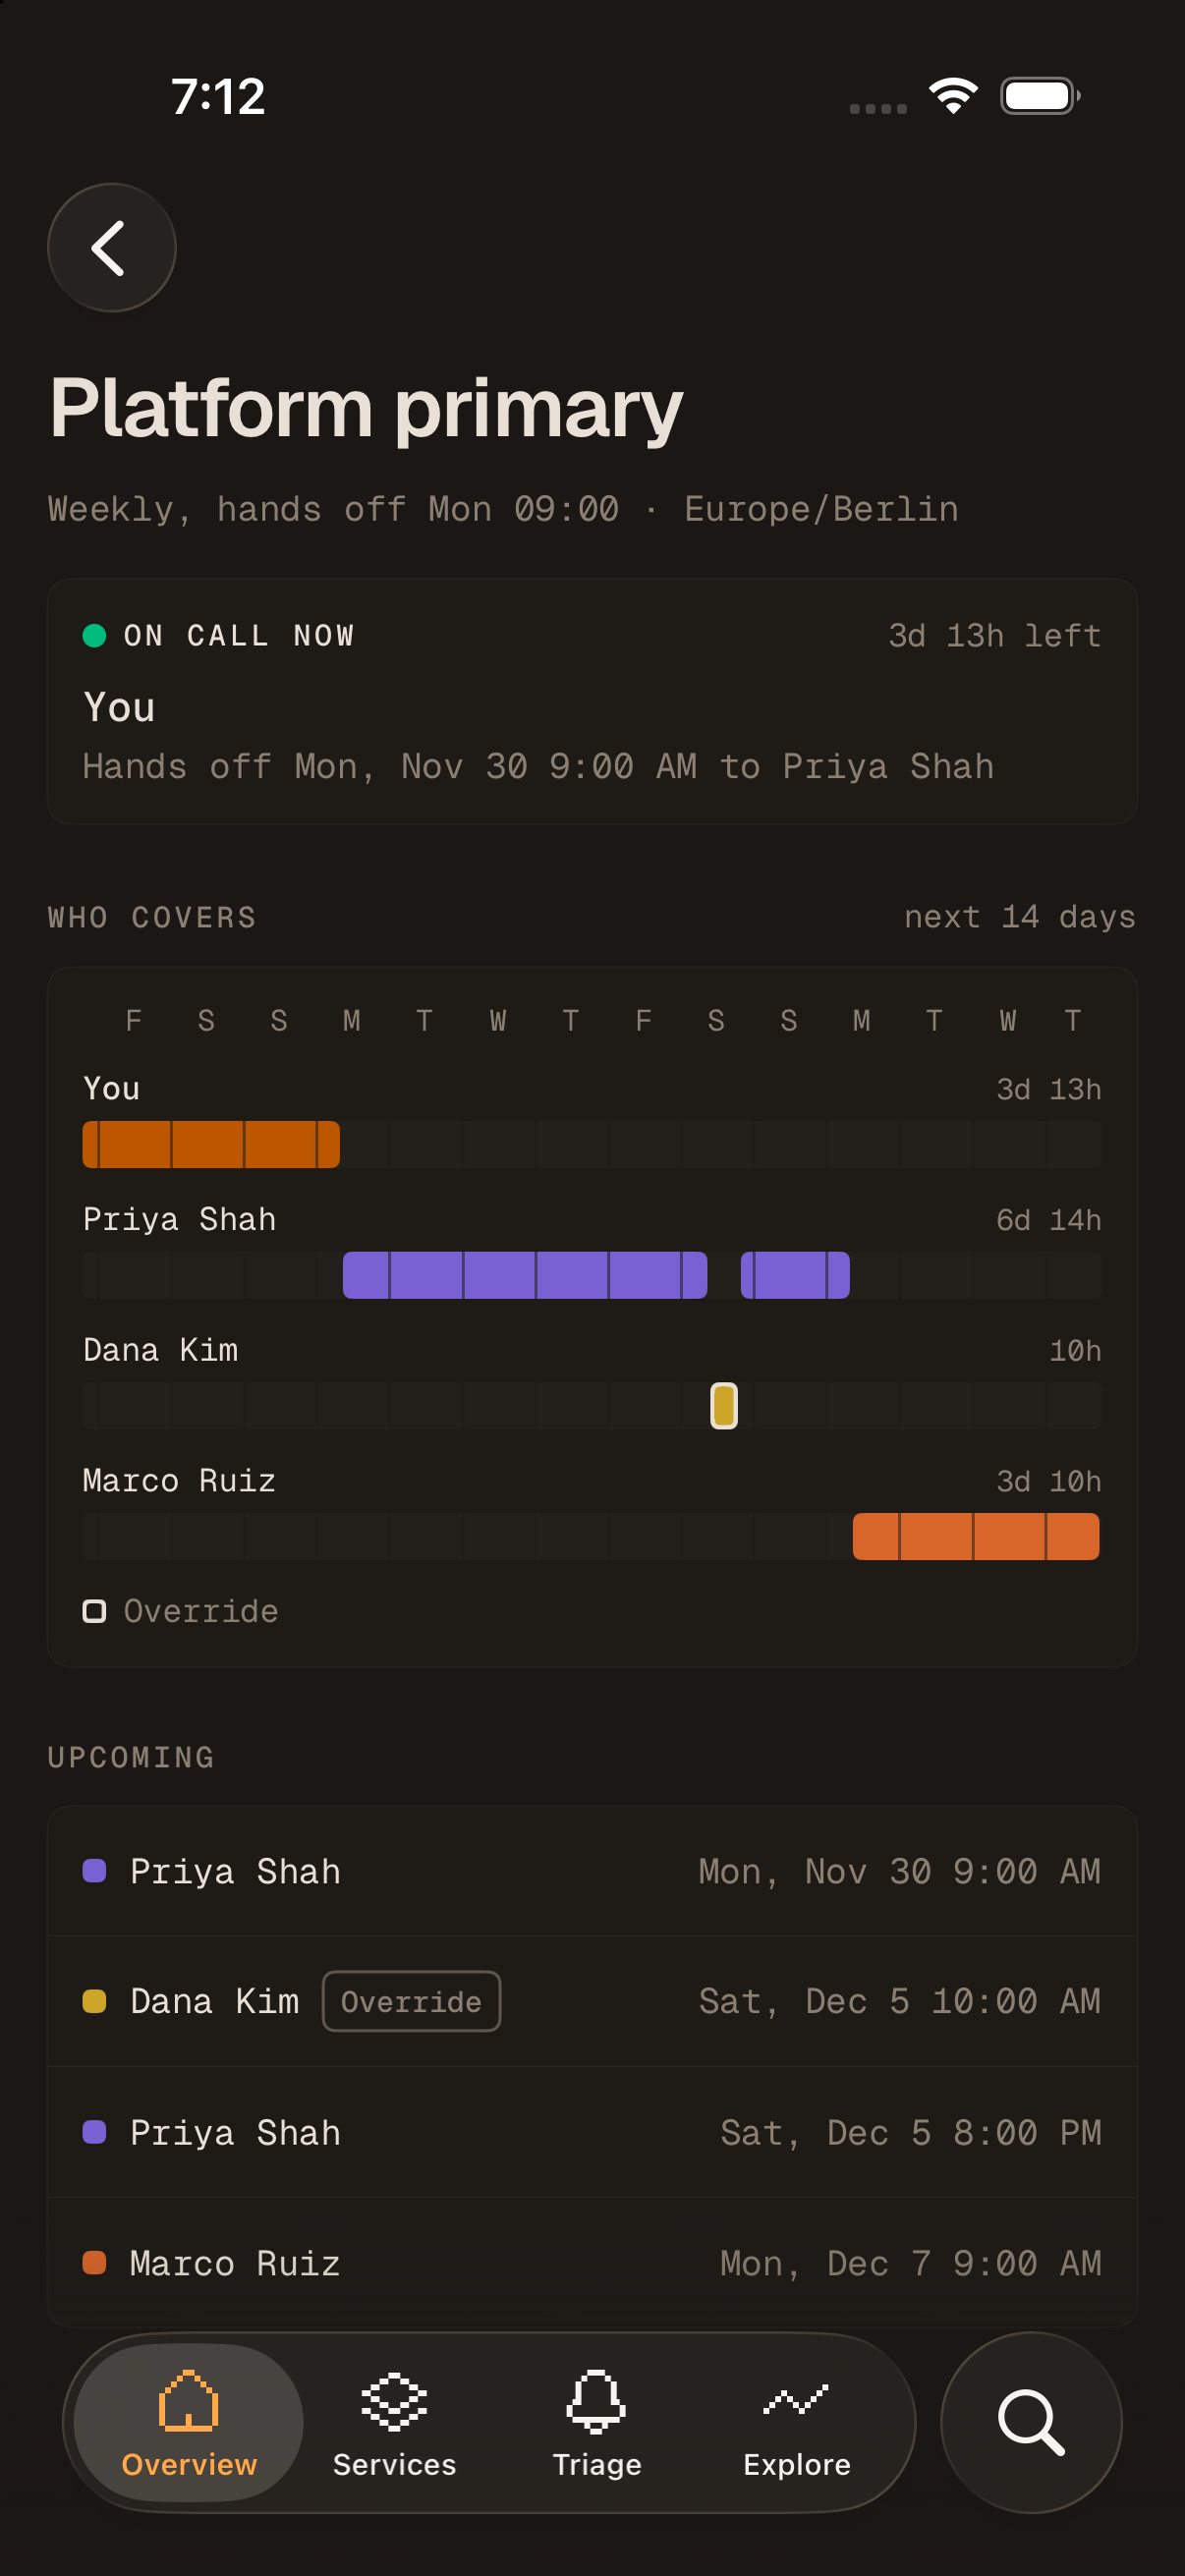 7:12
Platform primary
Weekly, hands off Mon 09:00 · Europe/Berlin
ON CALL NOW 3d 13h left
You
Hands off Mon, Nov 30 9:00 AM to Priya Shah
WHO COVERS next 14 days
F S S M T W T F S S M T W T
You 3d 13h
Priya Shah 6d 14h
Dana Kim 10h
Marco Ruiz 3d 10h
Override
UPCOMING
Priya Shah Mon, Nov 30 9:00 AM
Dana Kim Override Sat, Dec 5 10:00 AM
Priya Shah Sat, Dec 5 8:00 PM
Marco Ruiz Mon, Dec 7 9:00 AM
Overview Services Triage Explore